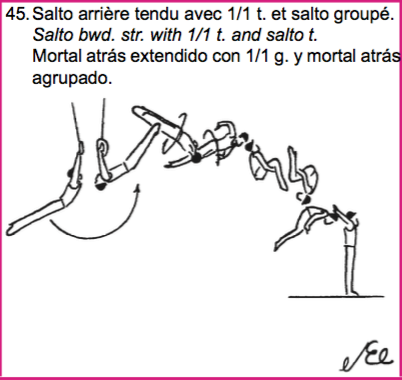 45. Salto arrière tendu avec 1/1 t. et salto groupé.
Salto bwd. str. with 1/1 t. and salto t.
Mortal atrás extendido con 1/1 g. y mortal atrás
agrupado.